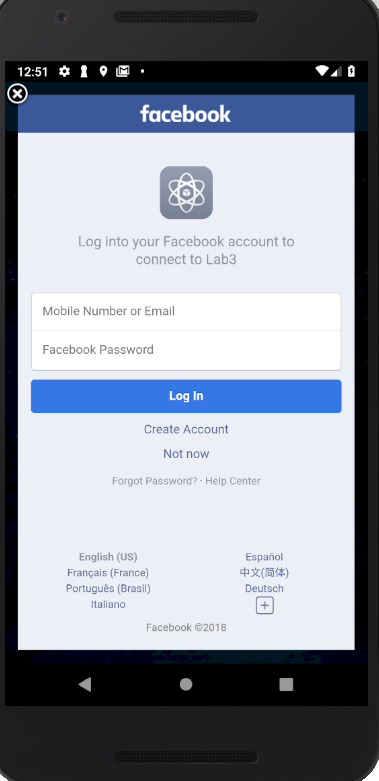 12:51
facebook
Log into your Facebook account to
connect to Lab3
Mobile Number or Email
Facebook Password
Log In
Create Account
Not now
Forgot Password? · Help Center
English (US)
Español
Français (France)
中文(简体)
Português (Brasil)
Deutsch
Italiano
Facebook ©2018